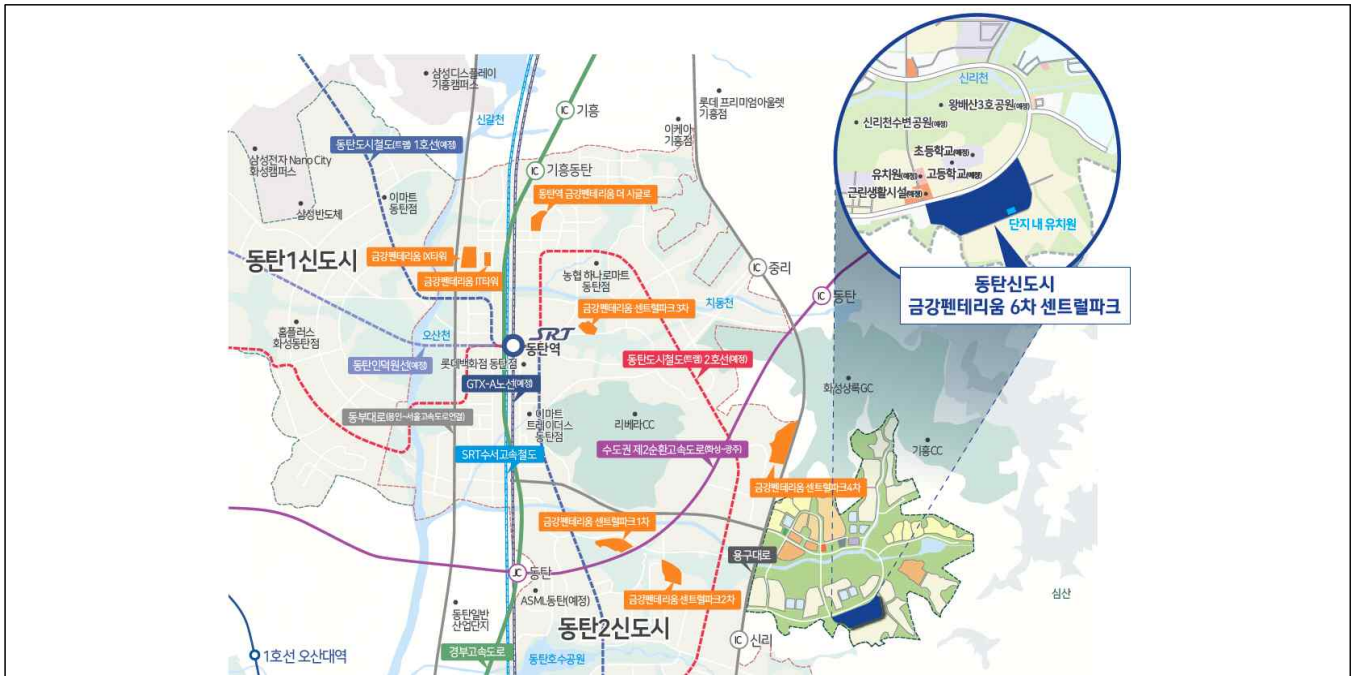 삼성디스플레이
기흥캠퍼스
신갈천
IC 기흥
롯데 프리미엄아울렛
기흥점
이케아
기흥점
동탄도시철도(트램) 1호선(예정)
삼성전자 Nano City
화성캠퍼스
IC 기흥동탄
이마트
동탄점
삼성반도체
동탄역 금강펜테리움 더 시글로
동탄1신도시
금강펜테리움 IX타워
금강펜테리움 IT타워
농협 하나로마트
동탄점
IC 중리
IC 동탄
치동천
금강펜테리움 센트럴파크 3차
홈플러스
화성동탄점
오산천
SRT
동탄역
동탄인덕원선(예정)
롯데백화점 동탄점
동탄도시철도(트램) 2호선(예정)
GTX-A노선(예정)
동부대로(용인~서울고속도로연결)
이마트
트레이더스
동탄점
리베라CC
화성상록GC
기흥CC
SRT수서고속철도
수도권 제2순환고속도로(화성~광주)
금강펜테리움 센트럴파크4차
금강펜테리움 센트럴파크 1차
용구대로
JC 동탄
ASML동탄(예정)
금강펜테리움 센트럴파크2차
동탄일반
산업단지
동탄2신도시
심산
IC 신리
1호선 오산대역
경부고속도로
동탄호수공원
신리천
왕배산3호공원(예정)
신리천수변공원(예정)
초등학교(예정)
유치원(예정)
고등학교(예정)
근린생활시설(예정)
단지 내 유치원
동탄신도시
금강펜테리움 6차 센트럴파크